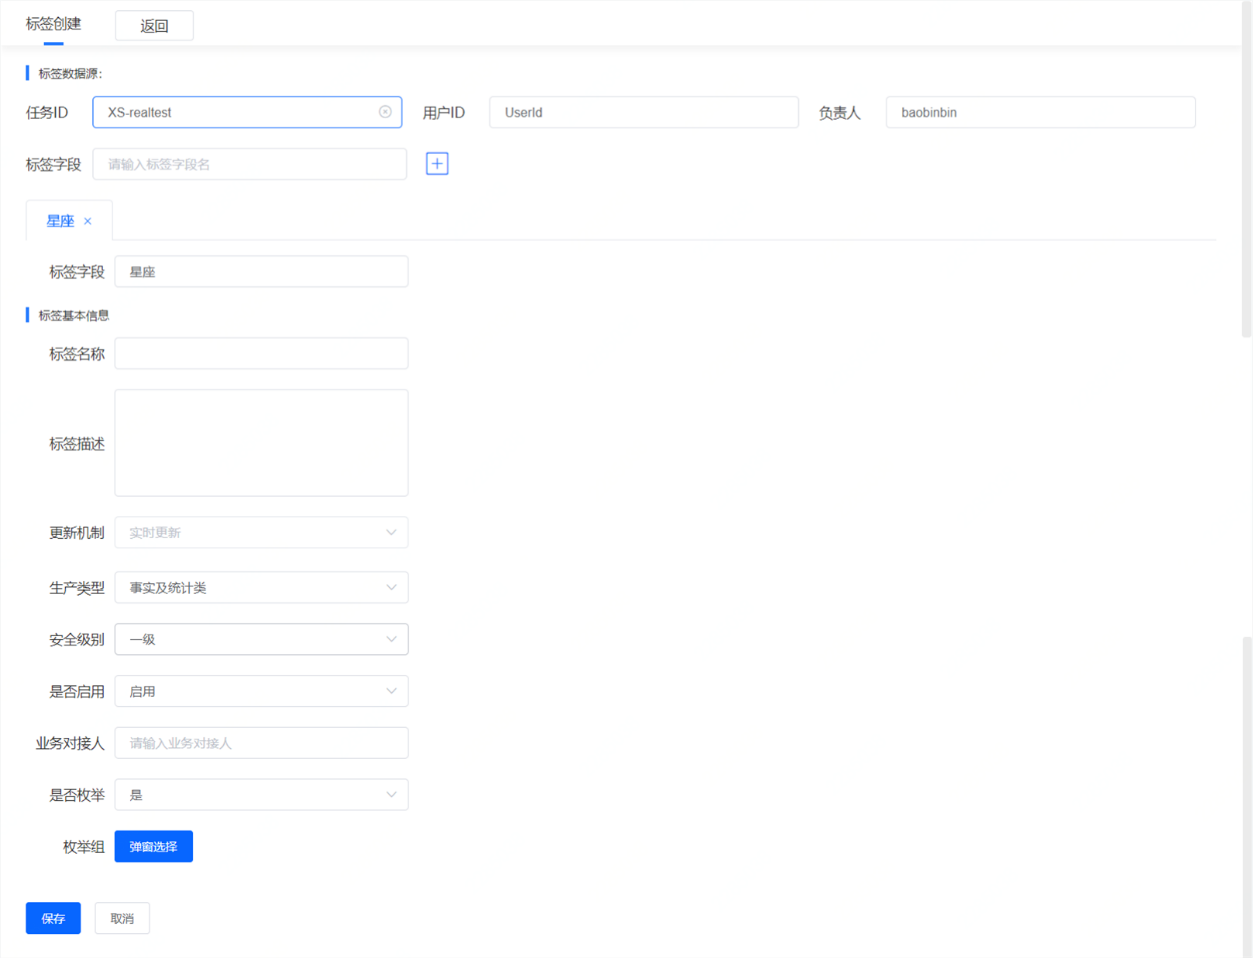 标签创建 返回
标签数据源:
任务ID XS-realtest 用户ID UserId 负责人 baobinbin
标签字段 请输入标签字段名
星座
标签字段 星座
标签基本信息
标签名称
标签描述
更新机制 实时更新
生产类型 事实及统计类
安全级别 一级
是否启用 启用
业务对接人 请输入业务对接人
是否枚举 是
枚举组 弹窗选择
保存 取消